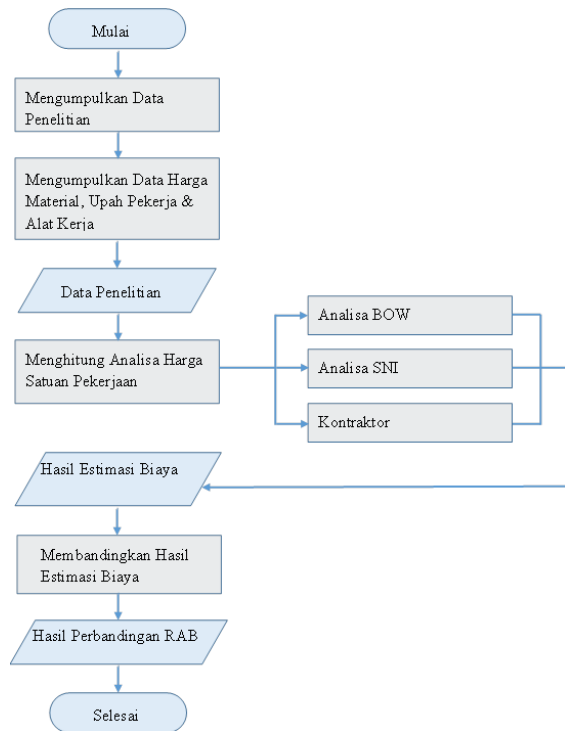 Mulai
Mengumpulkan Data
Penelitian
Mengumpulkan Data Harga
Material, Upah Pekerja &
Alat Kerja
Data Penelitian
Menghitung Analisa Harga
Satuan Pekerjaan
Analisa BOW
Analisa SNI
Kontraktor
Hasil Estimasi Biaya
Membandingkan Hasil
Estimasi Biaya
Hasil Perbandingan RAB
Selesai